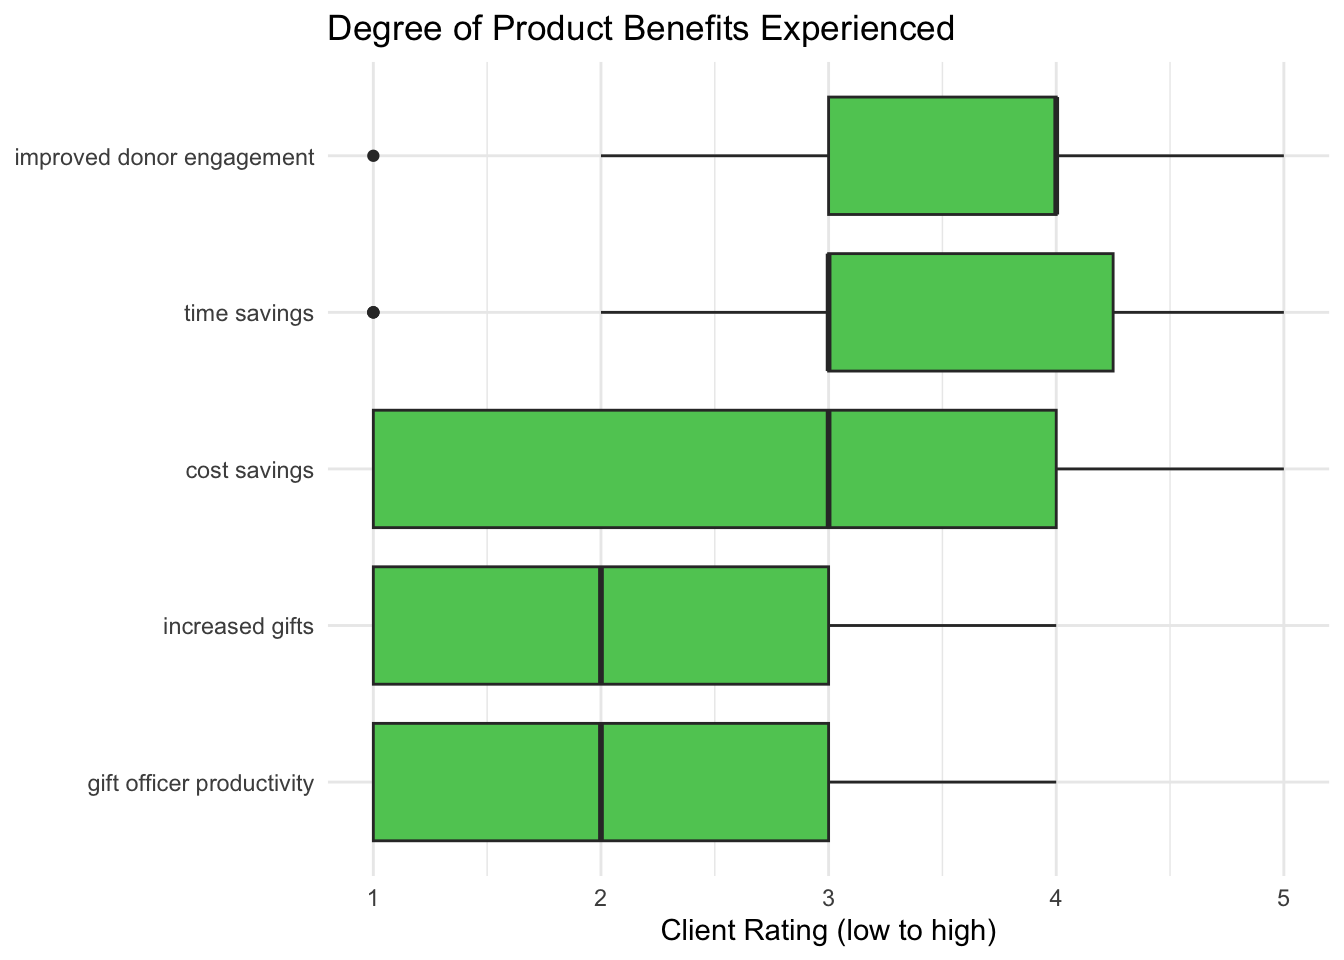 Degree of Product Benefits Experienced
improved donor engagement
time savings
cost savings
increased gifts
gift officer productivity
1 2 3 4 5
Client Rating (low to high)